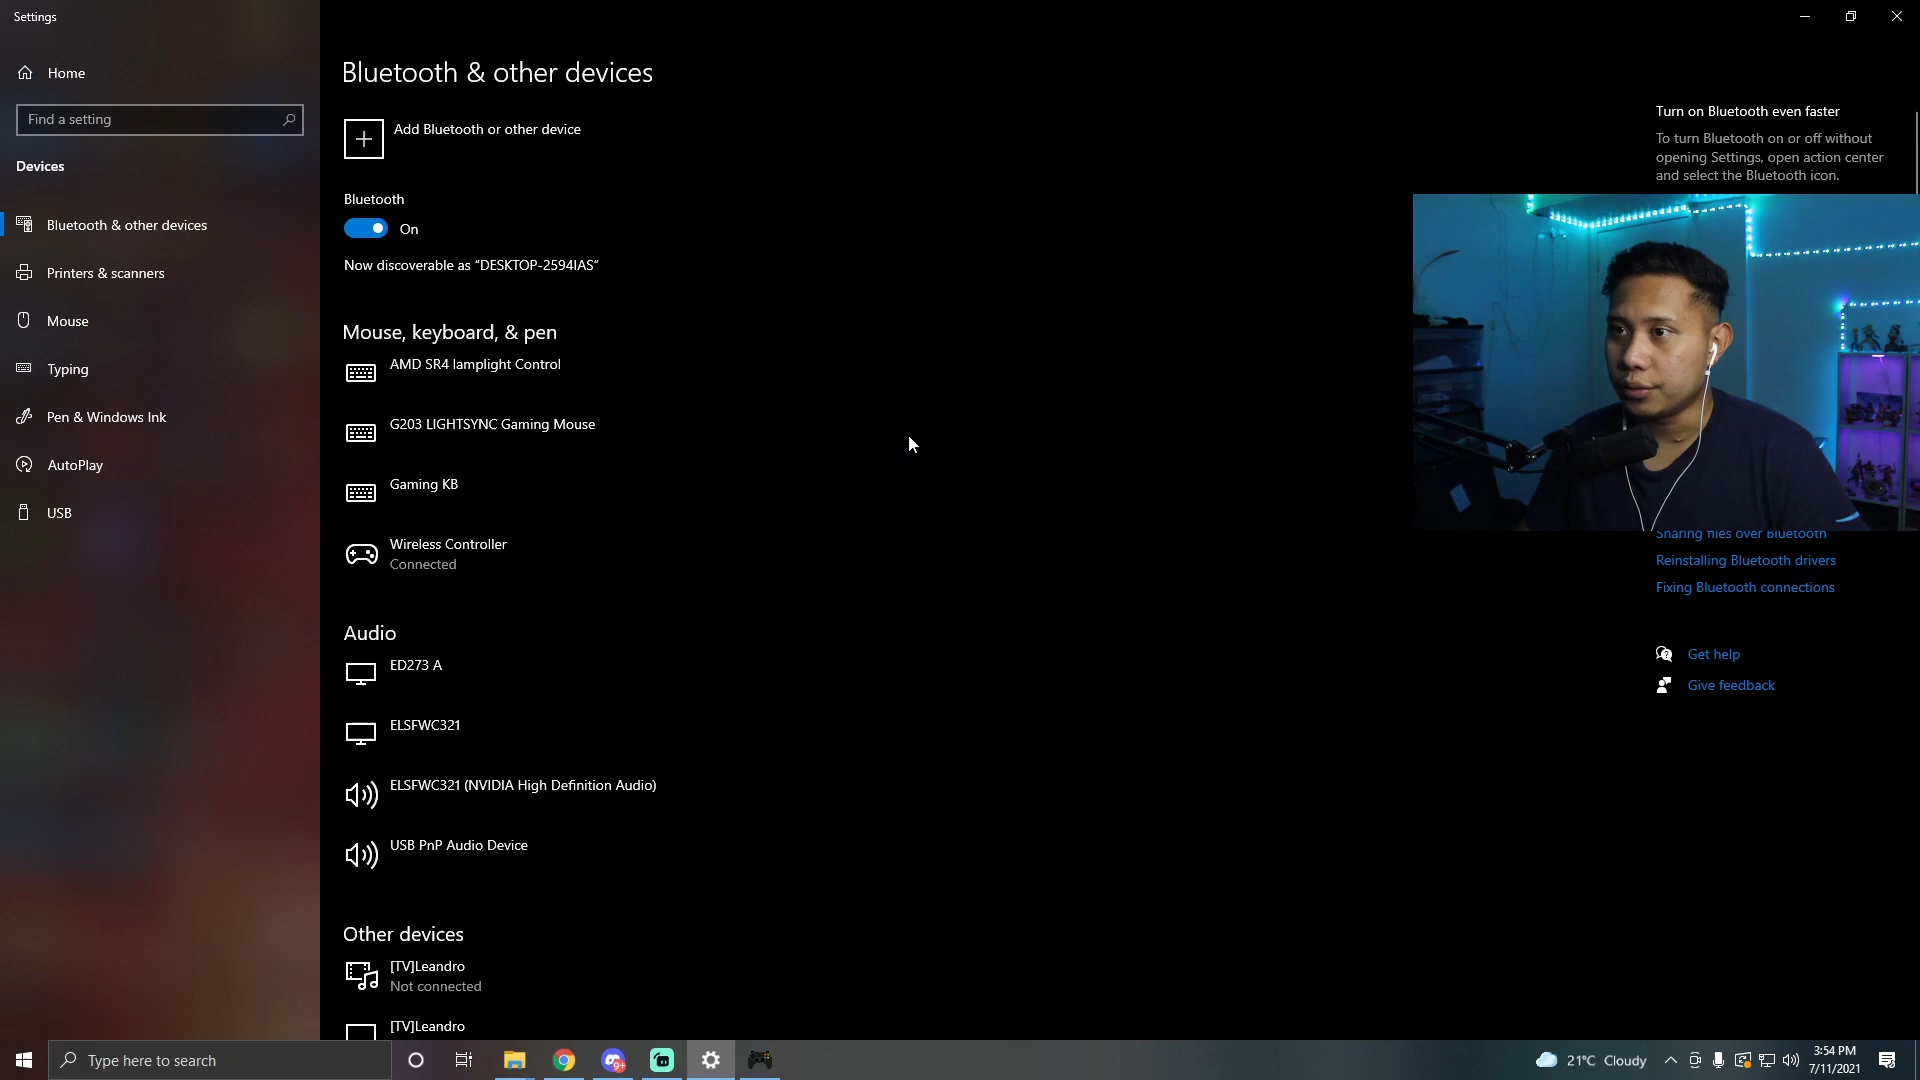 Settings
Home
Find a setting
Devices
Bluetooth & other devices
Printers & scanners
Mouse
Typing
Pen & Windows Ink
AutoPlay
USB
Bluetooth & other devices
Add Bluetooth or other device
Bluetooth
On
Now discoverable as “DESKTOP-2594IAS”
Mouse, keyboard, & pen
AMD SR4 lamplight Control
G203 LIGHTSYNC Gaming Mouse
Gaming KB
Wireless Controller
Connected
Audio
ED273 A
ELSFWC321
ELSFWC321 (NVIDIA High Definition Audio)
USB PnP Audio Device
Other devices
[TV]Leandro
Not connected
[TV]Leandro
Turn on Bluetooth even faster
To turn Bluetooth on or off without
opening Settings, open action center
and select the Bluetooth icon.
Sharing files over Bluetooth
Reinstalling Bluetooth drivers
Fixing Bluetooth connections
Get help
Give feedback
Type here to search
9+
21°C Cloudy
3:54 PM
7/11/2021